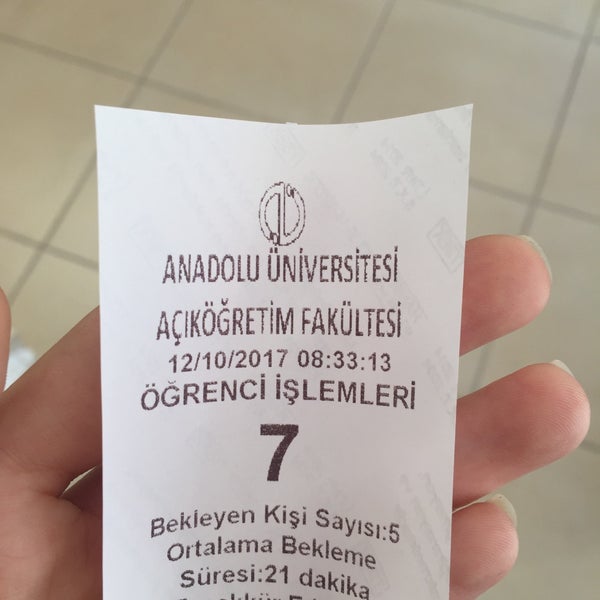 ANADOLU ÜNİVERSİTESİ
AÇIKÖĞRETİM FAKÜLTESİ
12/10/2017 08:33:13
ÖĞRENCİ İŞLEMLERİ
7
Bekleyen Kişi Sayısı:5
Ortalama Bekleme
Süresi:21 dakika